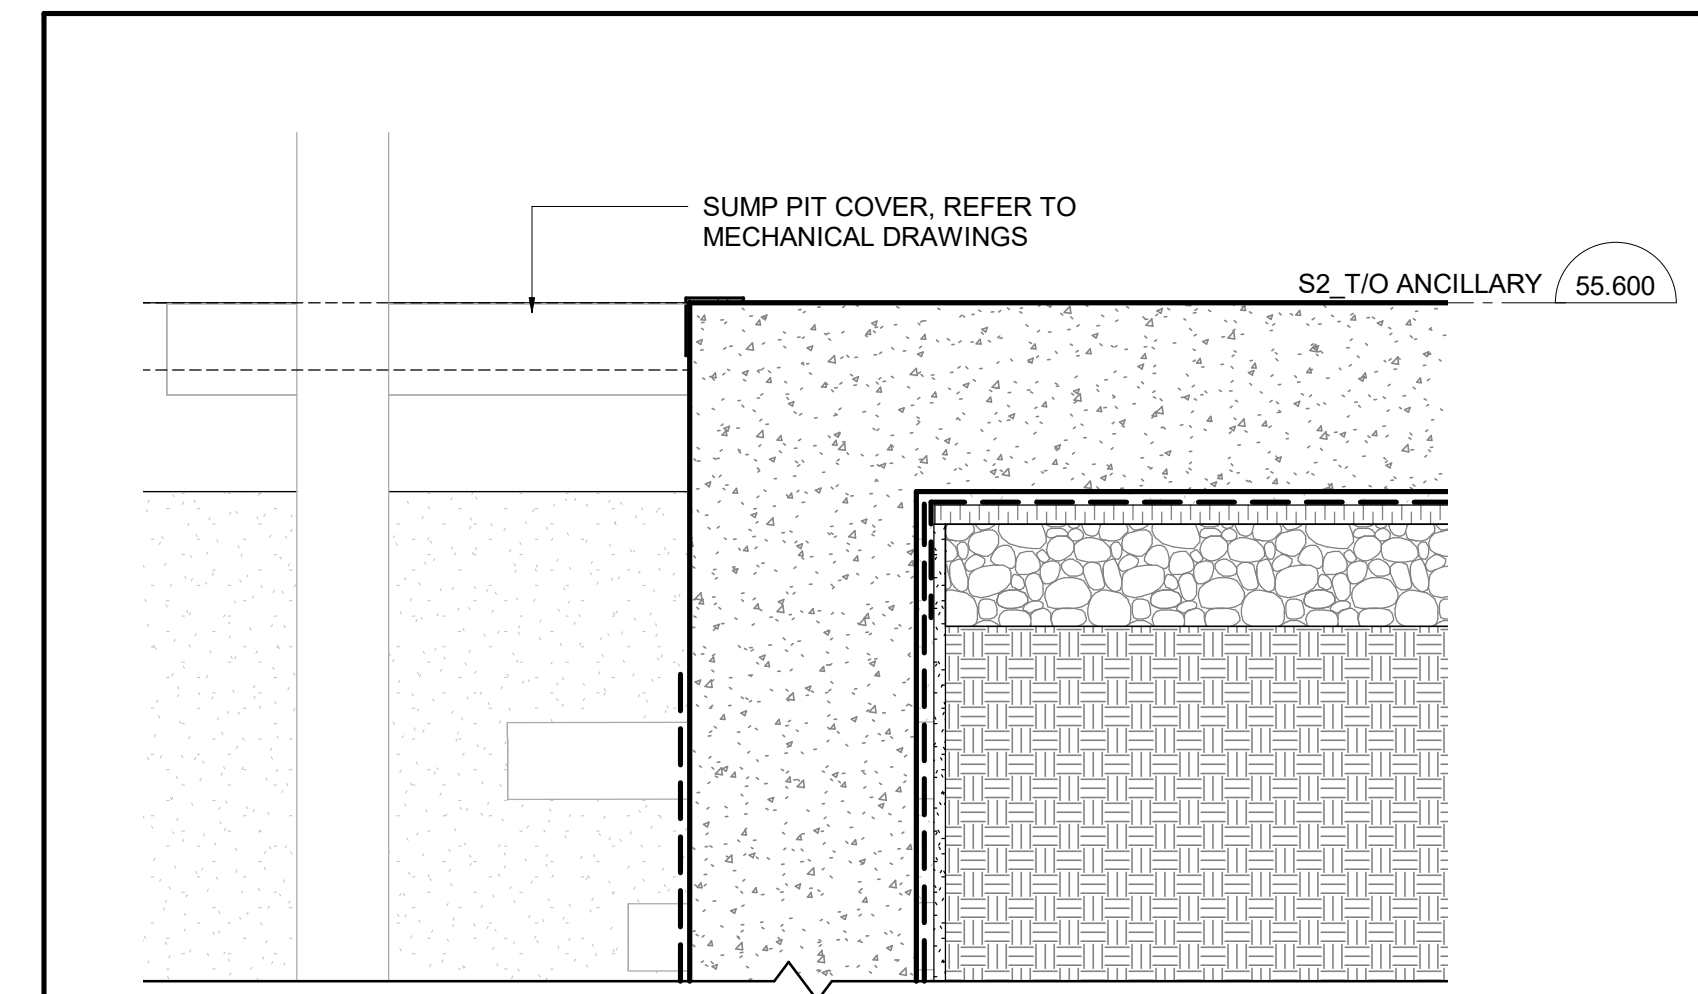 SUMP PIT COVER, REFER TO
MECHANICAL DRAWINGS
S2_T/O ANCILLARY 55.600